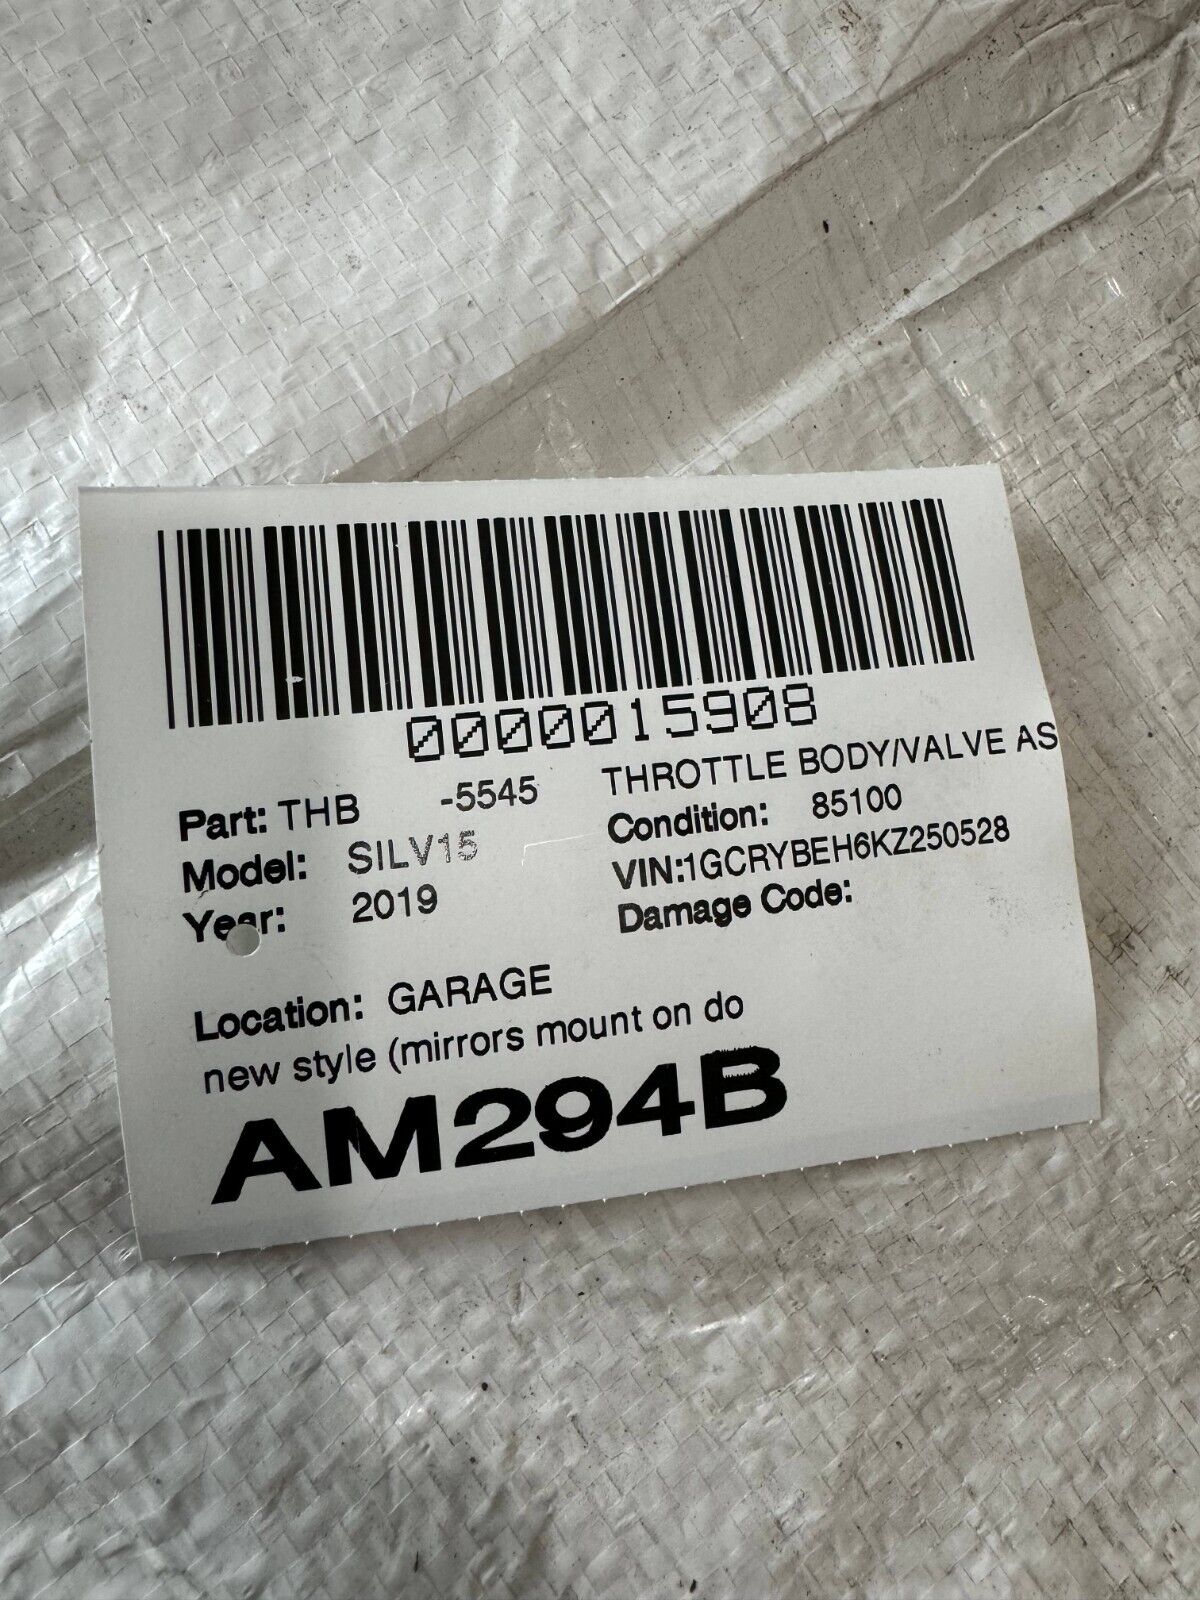 0000015908
Part: THB -5545 THROTTLE BODY/VALVE AS
Model: SILV15 Condition: 85100
Year: 2019 VIN:1GCRYBEH6KZ250528
Damage Code:
Location: GARAGE
new style (mirrors mount on do
AM294B